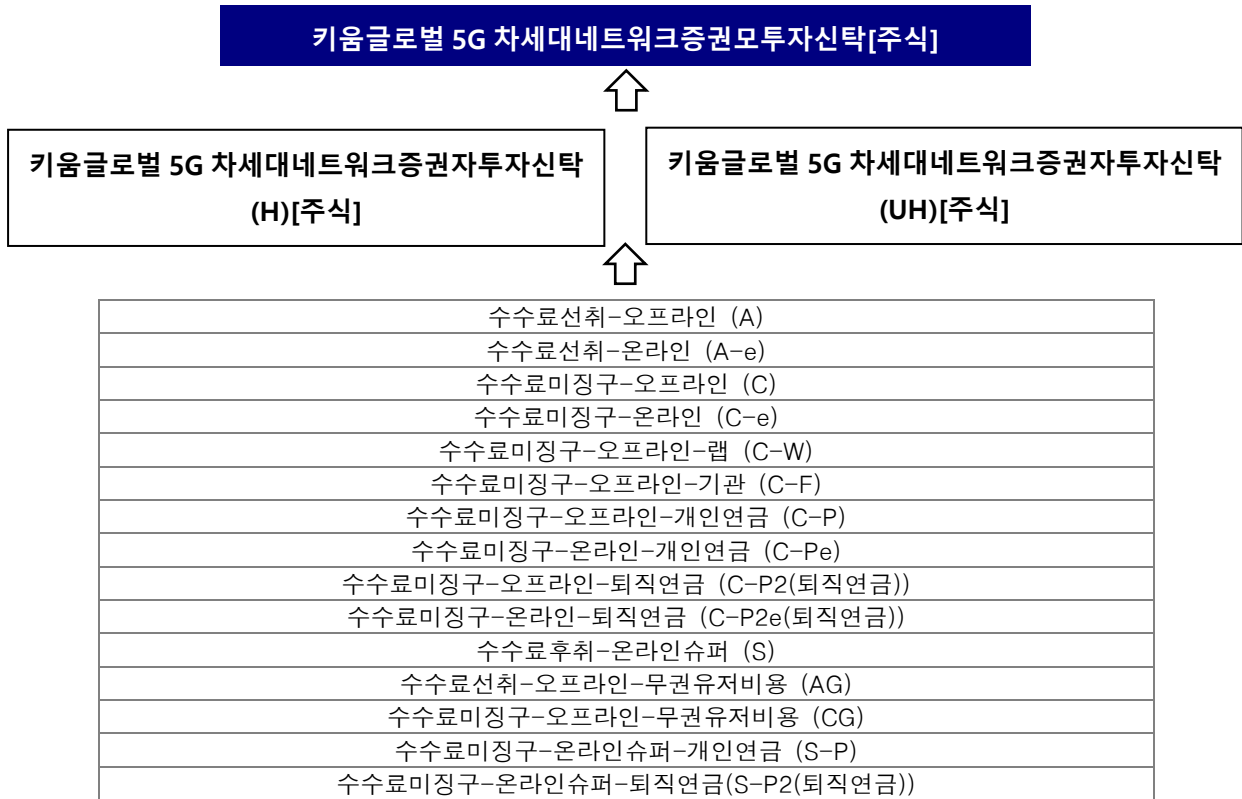 키움글로벌 5G 차세대네트워크증권모투자신탁[주식]
키움글로벌 5G 차세대네트워크증권자투자신탁
(H)[주식]
키움글로벌 5G 차세대네트워크증권자투자신탁
(UH)[주식]
수수료선취-오프라인 (A)
수수료선취-온라인 (A-e)
수수료미징구-오프라인 (C)
수수료미징구-온라인 (C-e)
수수료미징구-오프라인-랩 (C-W)
수수료미징구-오프라인-기관 (C-F)
수수료미징구-오프라인-개인연금 (C-P)
수수료미징구-온라인-개인연금 (C-Pe)
수수료미징구-오프라인-퇴직연금 (C-P2(퇴직연금))
수수료미징구-온라인-퇴직연금 (C-P2e(퇴직연금))
수수료후취-온라인슈퍼 (S)
수수료선취-오프라인-무권유저비용 (AG)
수수료미징구-오프라인-무권유저비용 (CG)
수수료미징구-온라인슈퍼-개인연금 (S-P)
수수료미징구-온라인슈퍼-퇴직연금(S-P2(퇴직연금))